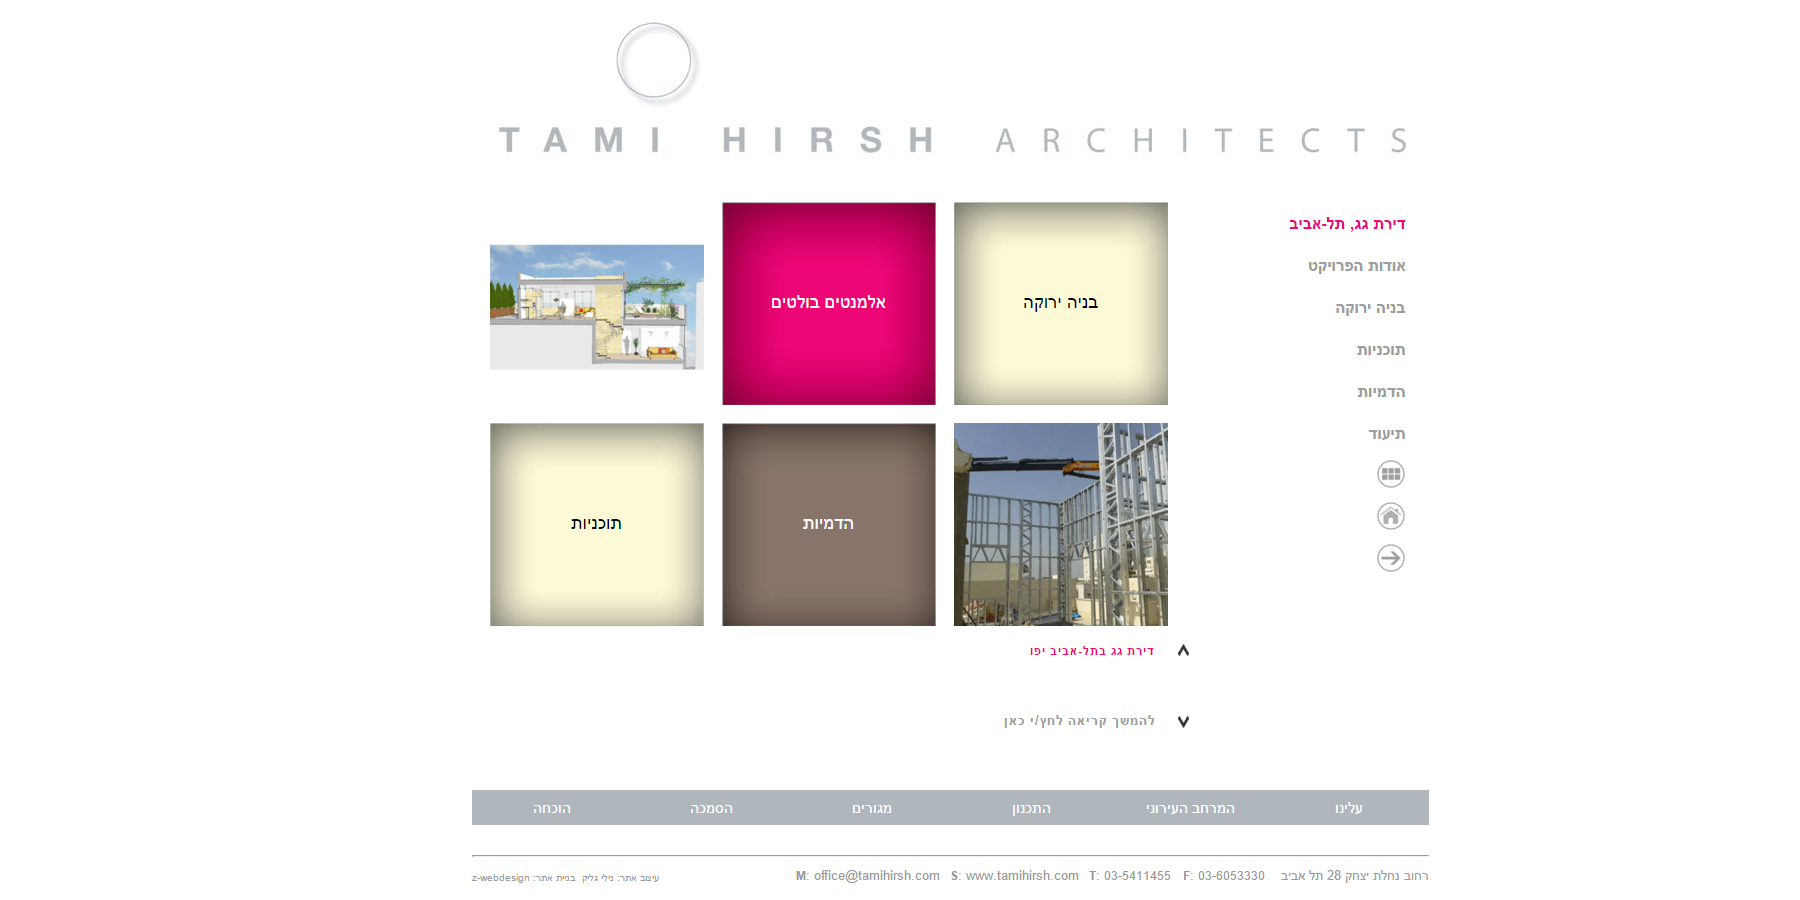 TAMI HIRSH ARCHITECTS
דירת גג, תל-אביב
אודות הפרויקט
בניה ירוקה
תוכניות
הדמיות
תיעוד
בניה ירוקה
אלמנטים בולטים
הדמיות
תוכניות
דירת גג בתל-אביב יפו
להמשך קריאה לחץ/י כאן
עלינו
המרחב העירוני
התכנון
מגורים
הסמכה
הוכחה
רחוב נחלת יצחק 28 תל אביב
M: office@tamihirsh.com S: www.tamihirsh.com T: 03-5411455 F: 03-6053330
עיצוב אתר: נילי גליק בניית אתר: z-webdesign